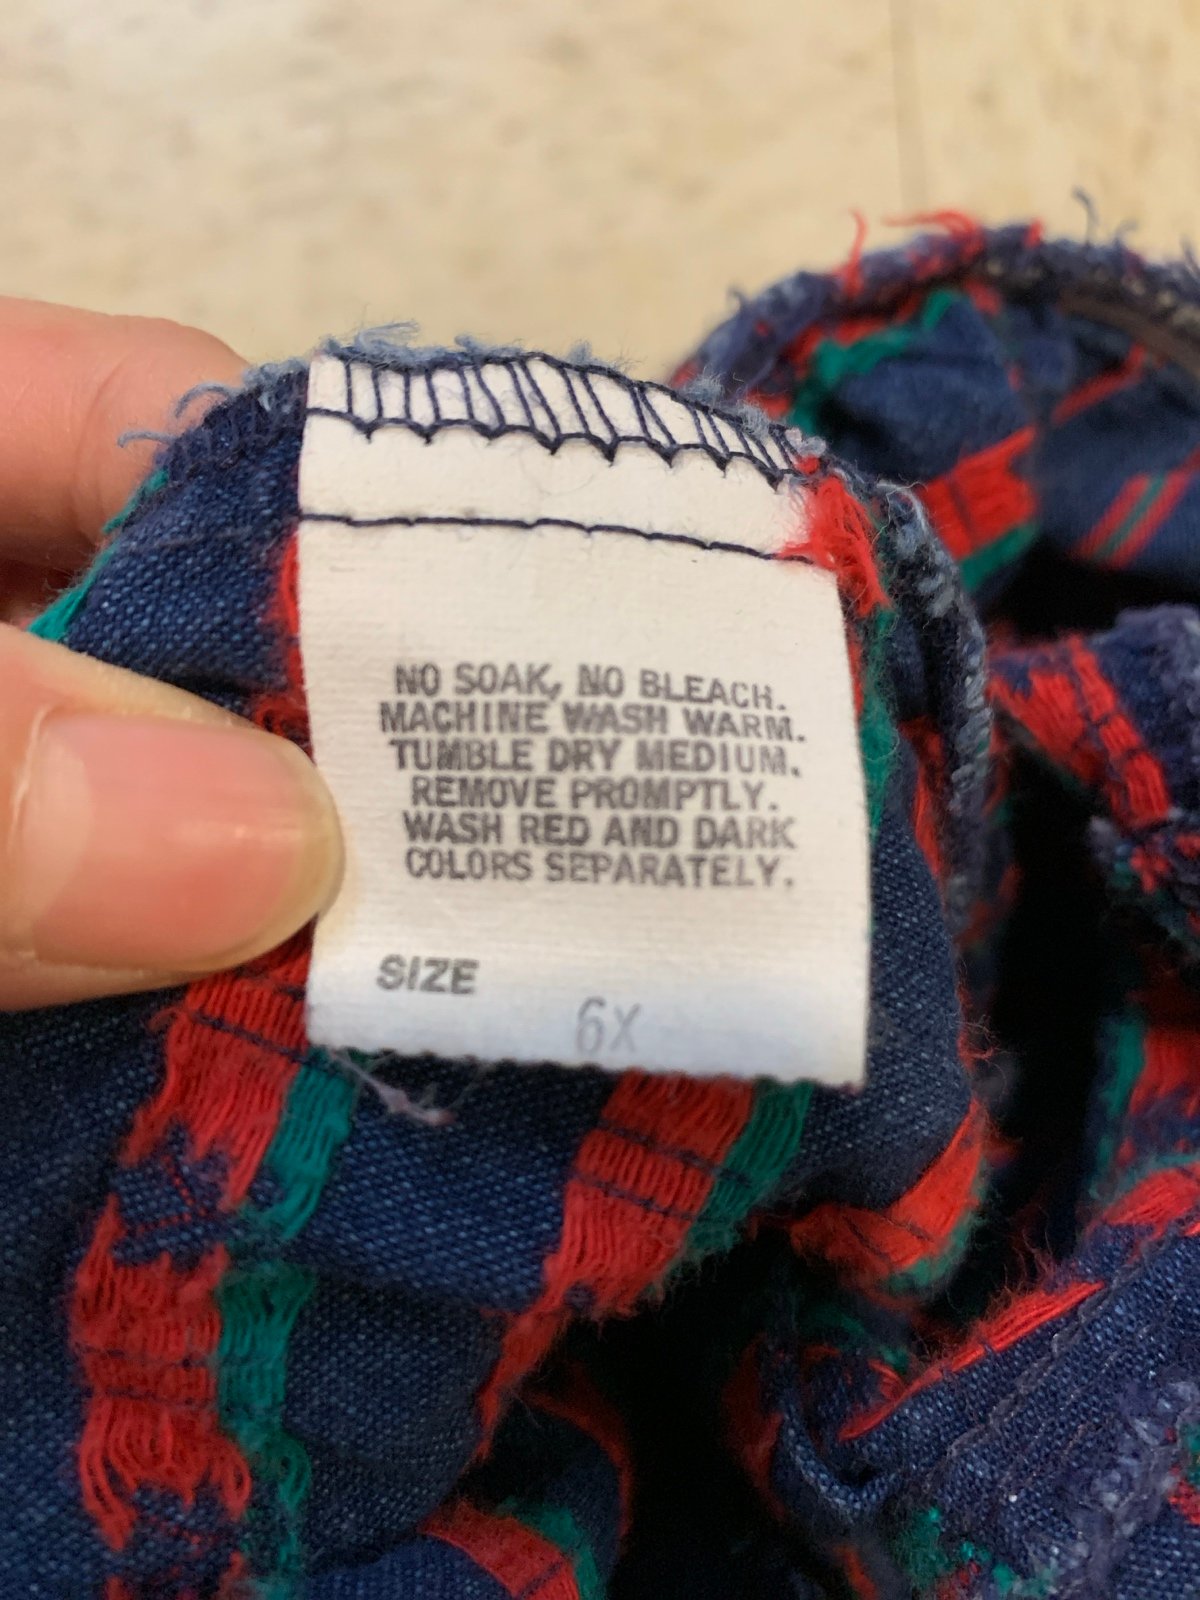 NO SOAK, NO BLEACH.
MACHINE WASH WARM.
TUMBLE DRY MEDIUM.
REMOVE PROMPTLY.
WASH RED AND DARK
COLORS SEPARATELY.
SIZE
6X